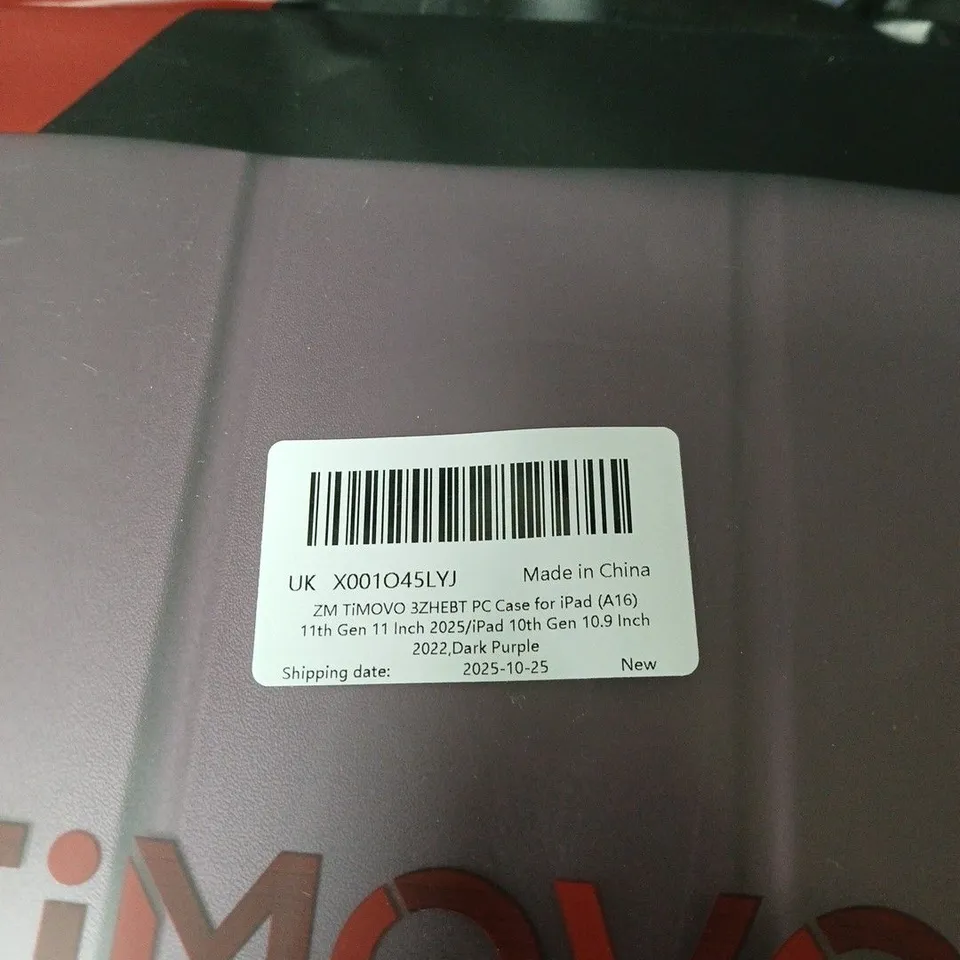 UK X001O45LYJ Made in China
ZM TiMOVO 3ZHEBT PC Case for iPad (A16)
11th Gen 11 Inch 2025/iPad 10th Gen 10.9 Inch
2022,Dark Purple
Shipping date: 2025-10-25 New
TiMOVO